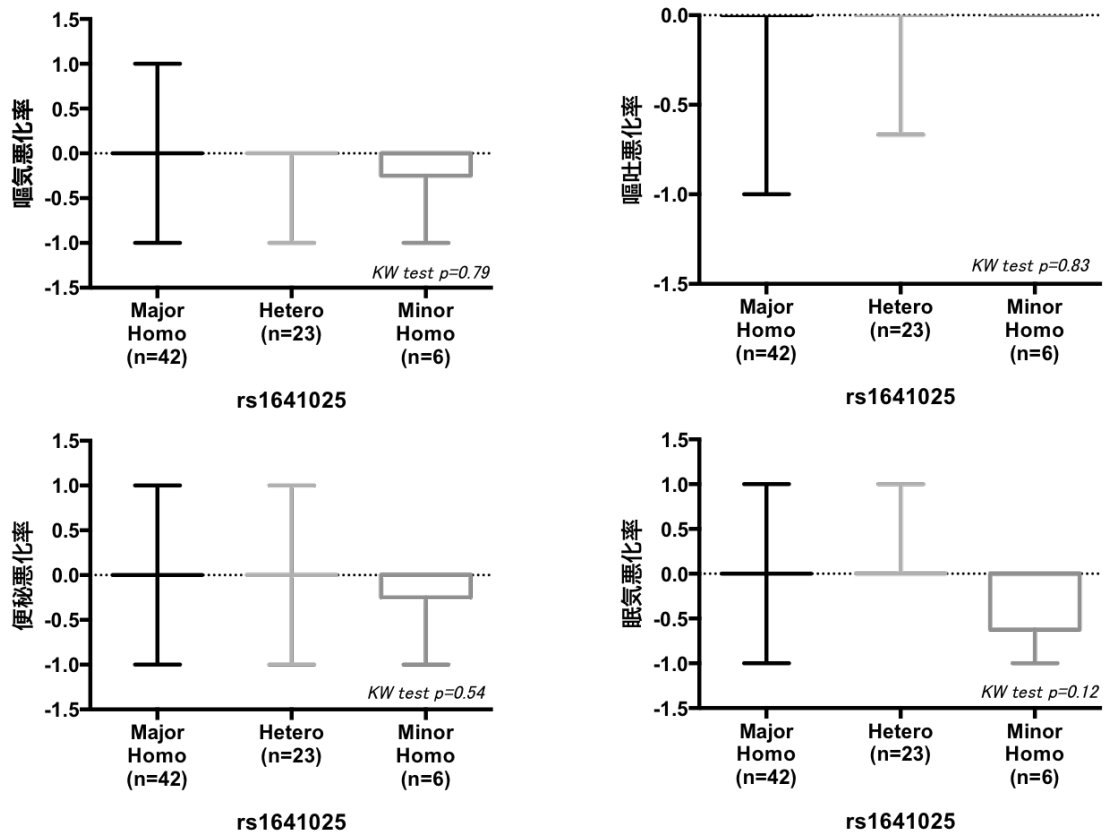 嘔気悪化率
1.5
1.0
0.5
0.0
-0.5
-1.0
-1.5
KW test p=0.79
Major Homo (n=42)
Hetero (n=23)
Minor Homo (n=6)
rs1641025
嘔吐悪化率
0.0
-0.5
-1.0
-1.5
KW test p=0.83
Major Homo (n=42)
Hetero (n=23)
Minor Homo (n=6)
rs1641025
便秘悪化率
1.5
1.0
0.5
0.0
-0.5
-1.0
-1.5
KW test p=0.54
Major Homo (n=42)
Hetero (n=23)
Minor Homo (n=6)
rs1641025
眠気悪化率
1.5
1.0
0.5
0.0
-0.5
-1.0
-1.5
KW test p=0.12
Major Homo (n=42)
Hetero (n=23)
Minor Homo (n=6)
rs1641025